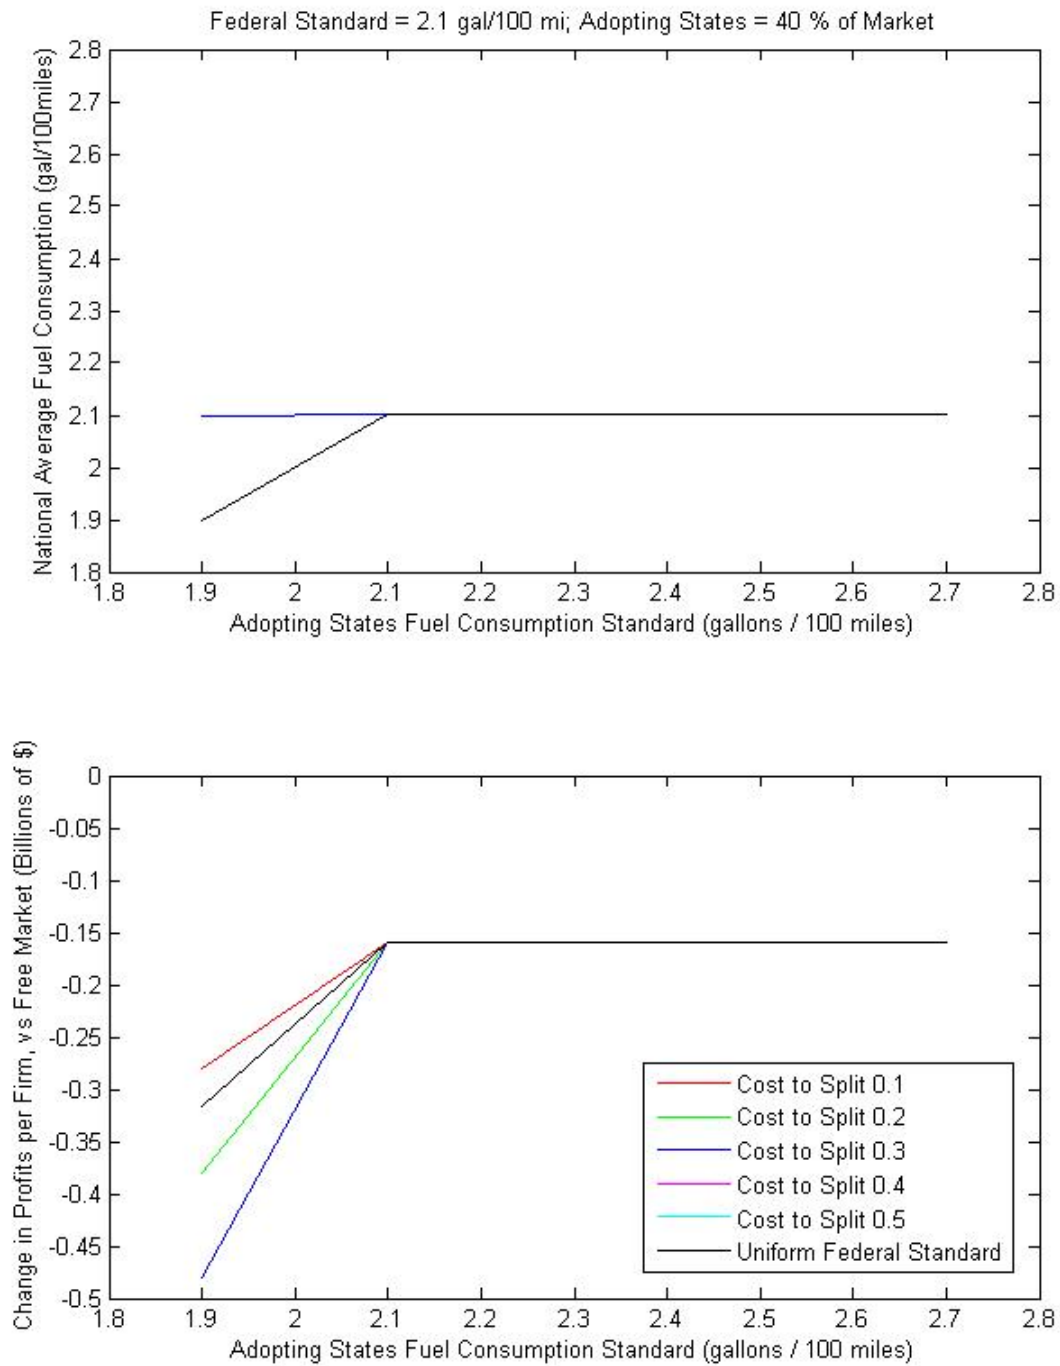 Federal Standard = 2.1 gal/100 mi; Adopting States = 40 % of Market
National Average Fuel Consumption (gal/100miles)
2.8
2.7
2.6
2.5
2.4
2.3
2.2
2.1
2
1.9
1.8
1.8 1.9 2 2.1 2.2 2.3 2.4 2.5 2.6 2.7 2.8
Adopting States Fuel Consumption Standard (gallons / 100 miles)
Change in Profits per Firm, vs Free Market (Billions of $)
0
-0.05
-0.1
-0.15
-0.2
-0.25
-0.3
-0.35
-0.4
-0.45
-0.5
Cost to Split 0.1
Cost to Split 0.2
Cost to Split 0.3
Cost to Split 0.4
Cost to Split 0.5
Uniform Federal Standard
1.8 1.9 2 2.1 2.2 2.3 2.4 2.5 2.6 2.7 2.8
Adopting States Fuel Consumption Standard (gallons / 100 miles)